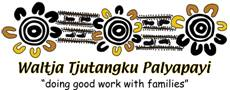 Waltja Tjutangku Palyapayi
"doing good work with families"